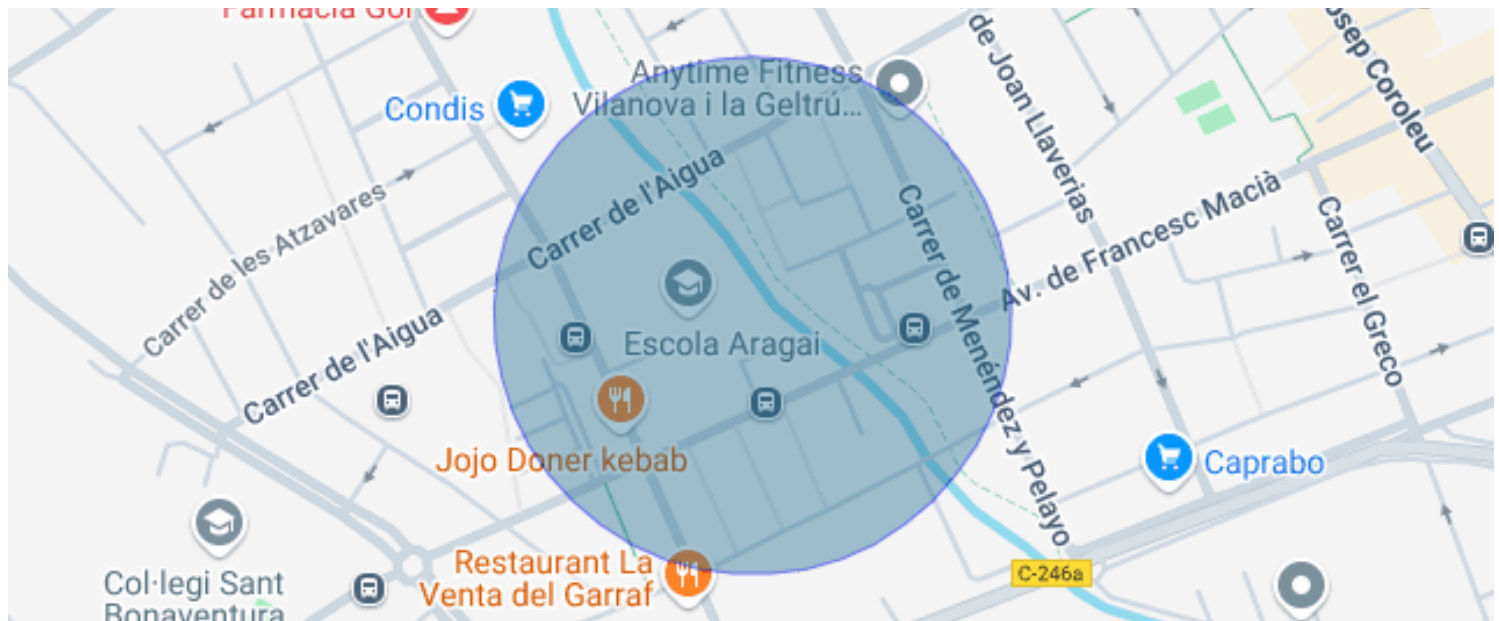 Farmàcia Gol
Condis
Anytime Fitness
Vilanova i la Geltrú...
de Joan Llaverias
Josep Coroleu
Carrer de l'Aigua
Carrer de les Atzavares
Carrer de Menéndez y Pelayo
Av. de Francesc Macià
Carrer el Greco
Escola Aragai
Carrer de l'Aigua
Jojo Doner kebab
Caprabo
Restaurant La
Venta del Garraf
C-246a
Col·legi Sant
Bonaventura